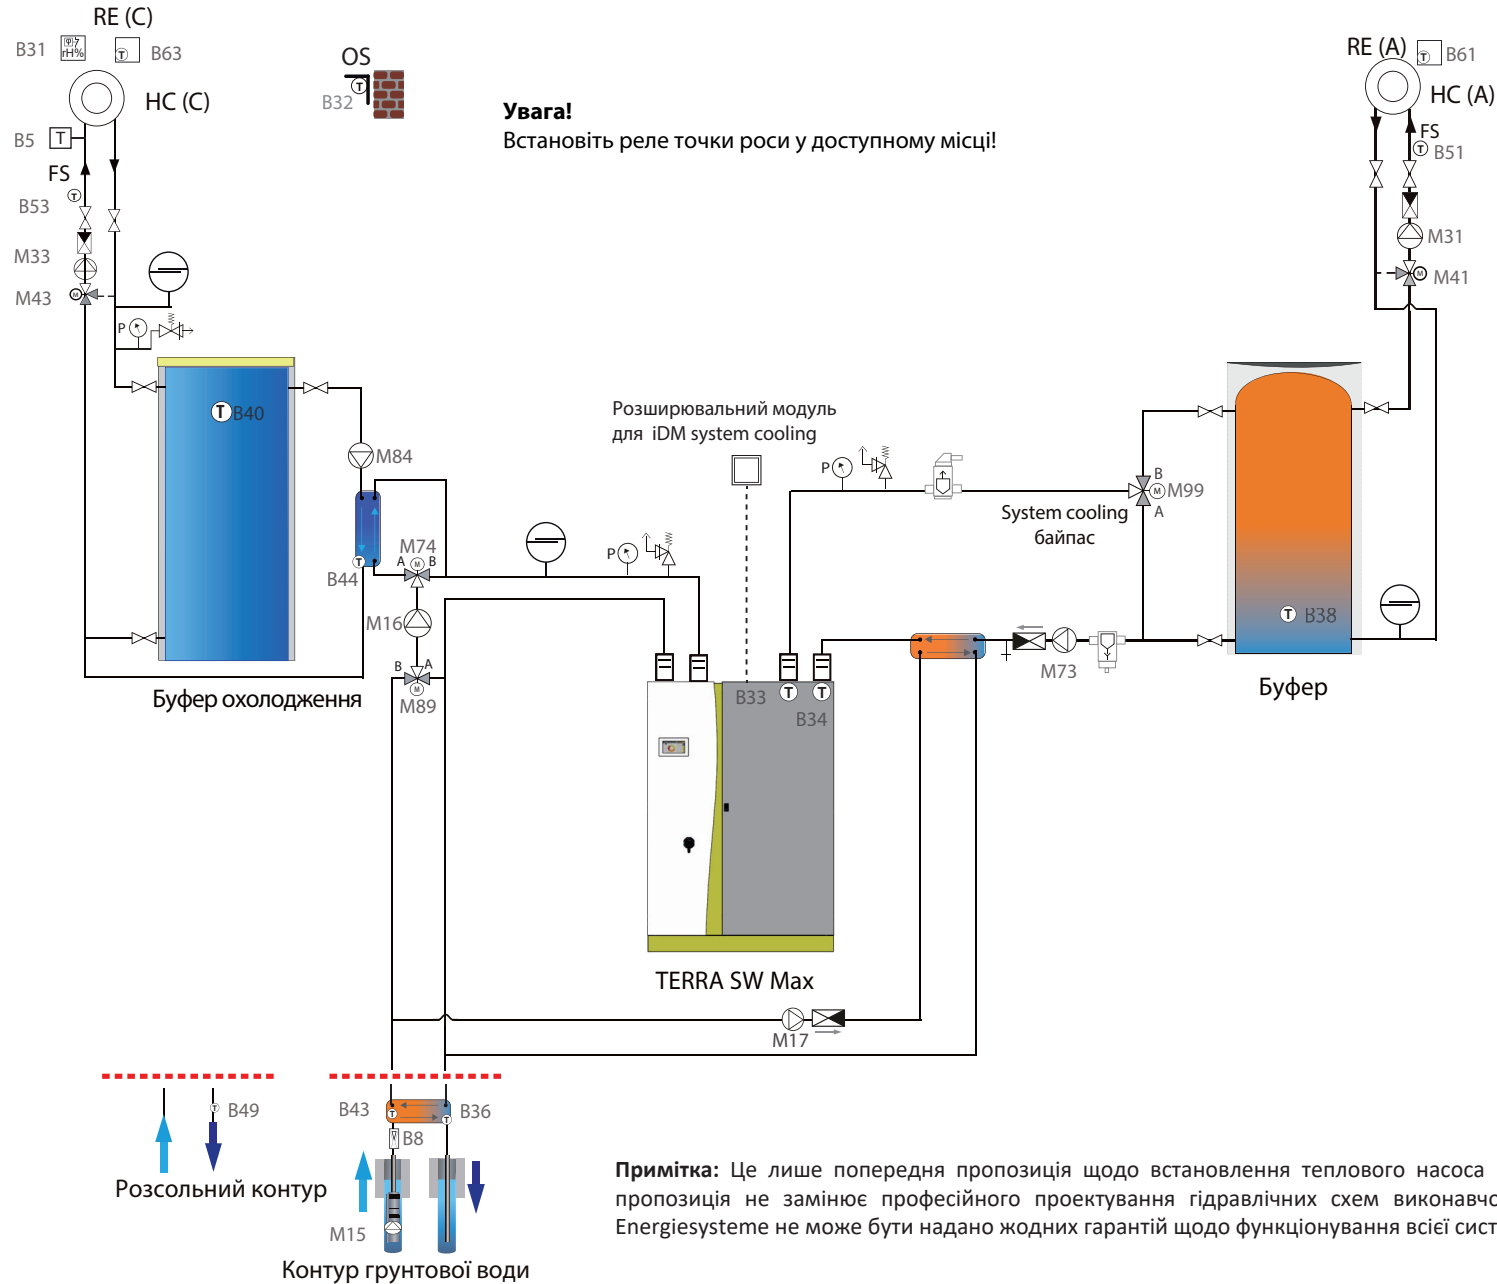 RE (C)
B31
rH%
T
B63
HC (C)
OS
T
B32
Увага!
Встановіть реле точки роси у доступному місці!
RE (A)
T
B61
HC (A)
B5
T
FS
T
B53
M33
M43
M
P
FS
T
B51
M31
M
M41
T
B40
M84
Розширювальний модуль
для iDM system cooling
P
B
M
M99
A
System cooling
байпас
M74
A
M
B
T
B44
P
M16
B
A
M
M89
Буфер охолодження
T
B38
M73
Буфер
B33
T
T
B34
TERRA SW Max
M17
B49
T
B43
T
B36
T
B8
Розсольний контур
M15
Контур грунтової води
Примітка: Це лише попередня пропозиція щодо встановлення теплового насоса
пропозиція не замінює професійного проектування гідравлічних схем виконавчо
Energiesysteme не може бути надано жодних гарантій щодо функціонування всієї сист